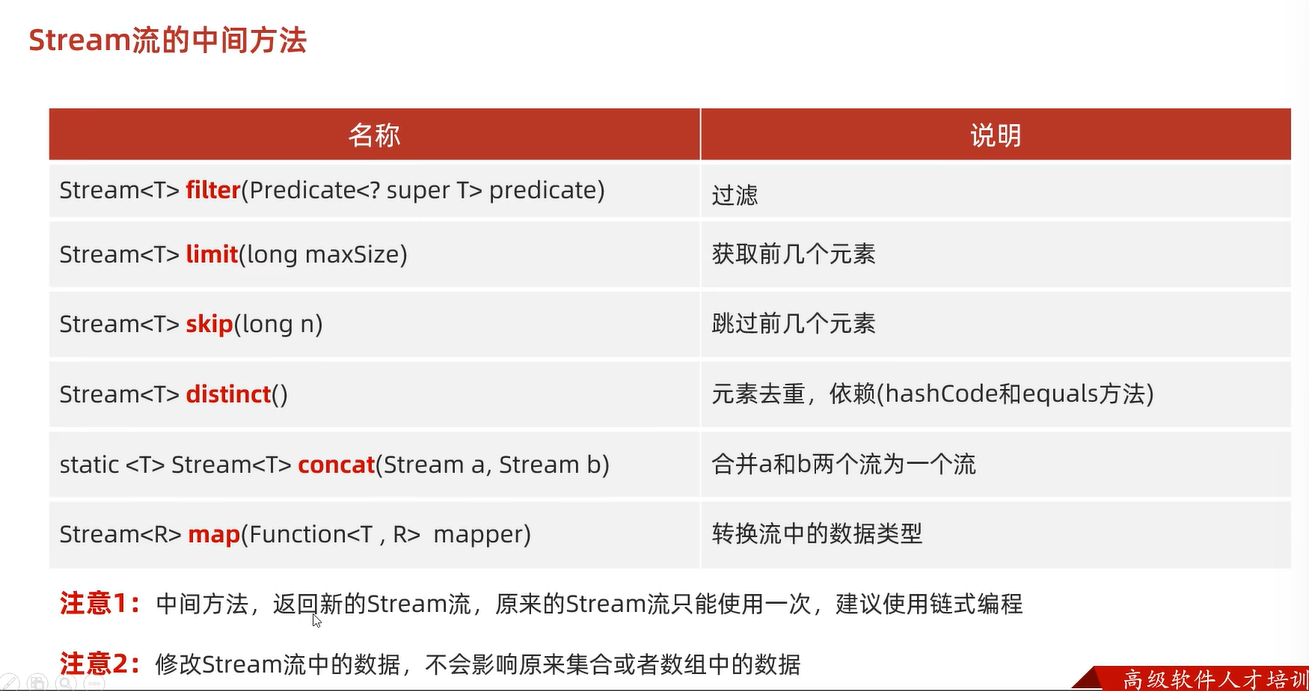 Stream流的中间方法
名称
说明
Stream<T> filter(Predicate<? super T> predicate)
过滤
Stream<T> limit(long maxSize)
获取前几个元素
Stream<T> skip(long n)
跳过前几个元素
Stream<T> distinct()
元素去重，依赖(hashCode和equals方法)
static <T> Stream<T> concat(Stream a, Stream b)
合并a和b两个流为一个流
Stream<R> map(Function<T , R>  mapper)
转换流中的数据类型
注意1：中间方法，返回新的Stream流，原来的Stream流只能使用一次，建议使用链式编程
注意2：修改Stream流中的数据，不会影响原来集合或者数组中的数据
高级软件人才培训